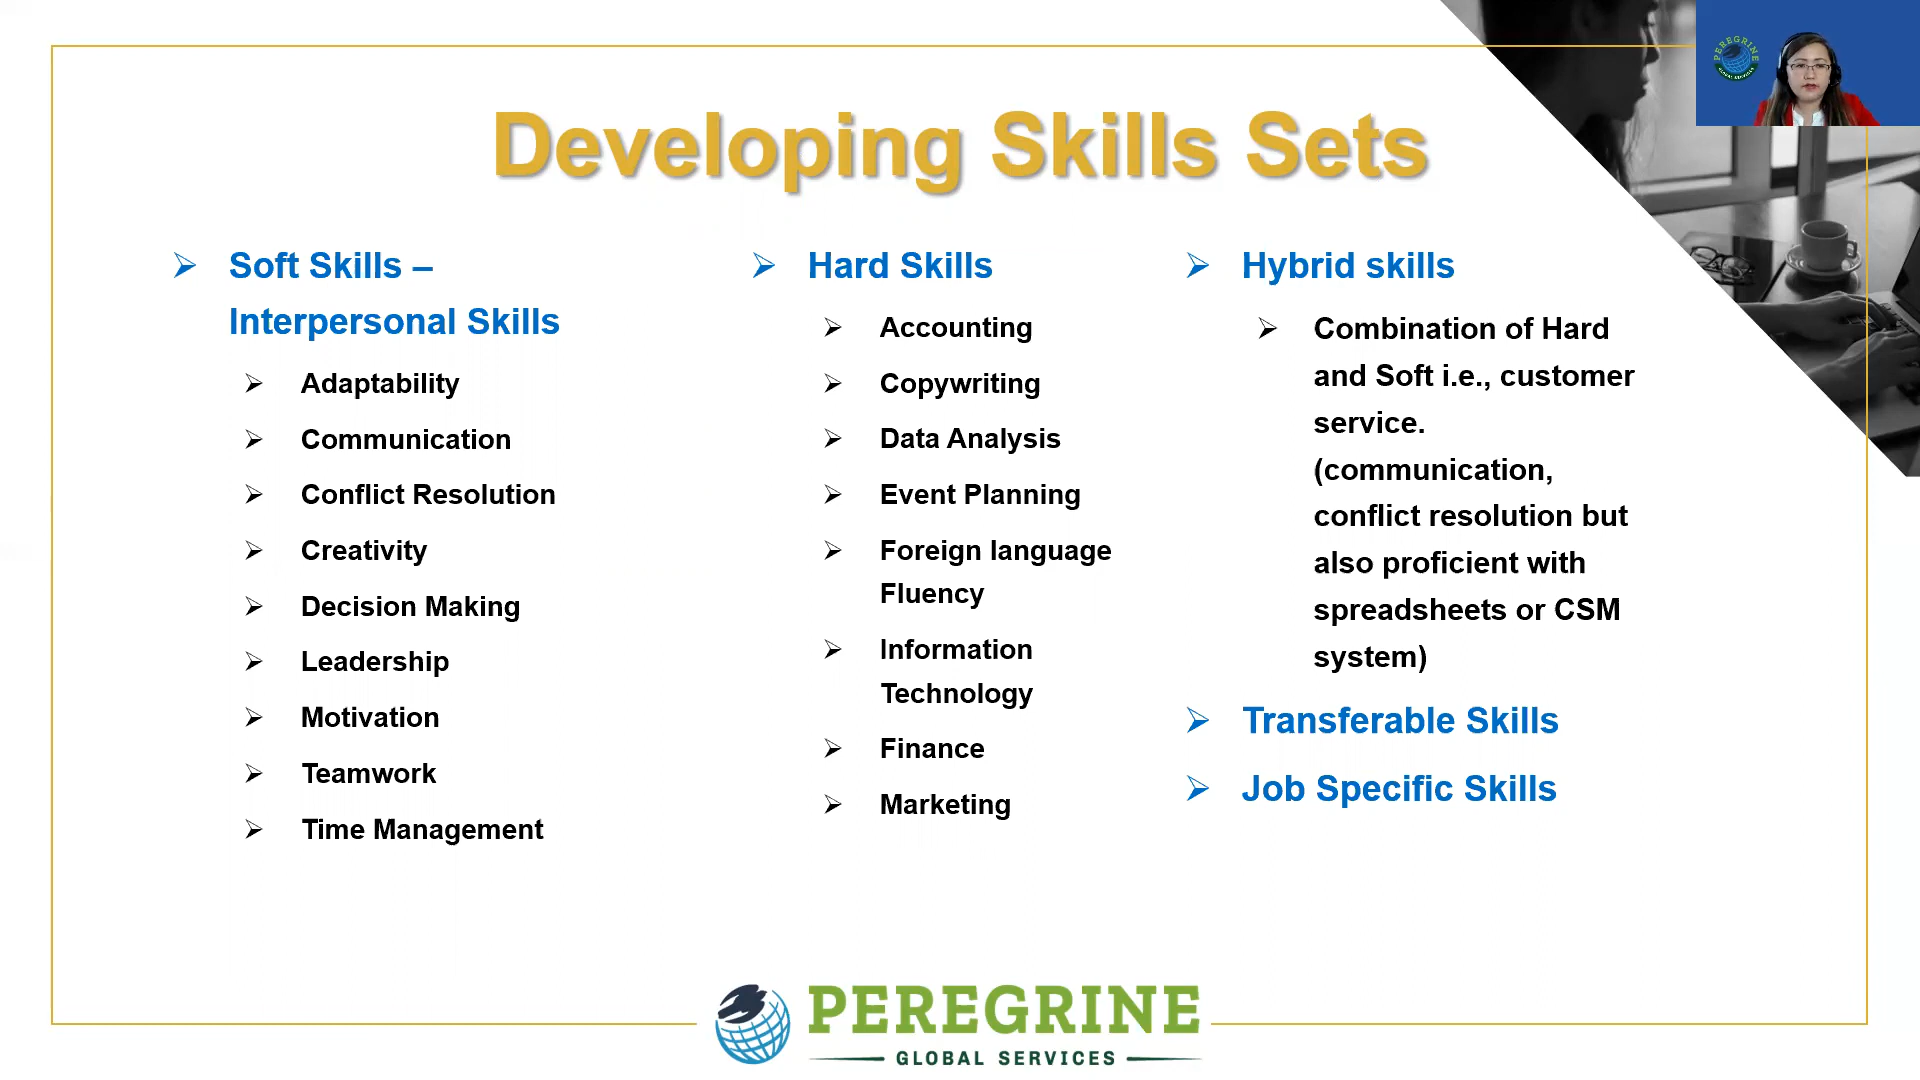 Developing Skills Sets
Soft Skills –
Interpersonal Skills
Adaptability
Communication
Conflict Resolution
Creativity
Decision Making
Leadership
Motivation
Teamwork
Time Management
Hard Skills
Accounting
Copywriting
Data Analysis
Event Planning
Foreign language
Fluency
Information
Technology
Finance
Marketing
Hybrid skills
Combination of Hard
and Soft i.e., customer
service.
(communication,
conflict resolution but
also proficient with
spreadsheets or CSM
system)
Transferable Skills
Job Specific Skills
PEREGRINE
GLOBAL SERVICES
PEREGRINE
GLOBAL SERVICES